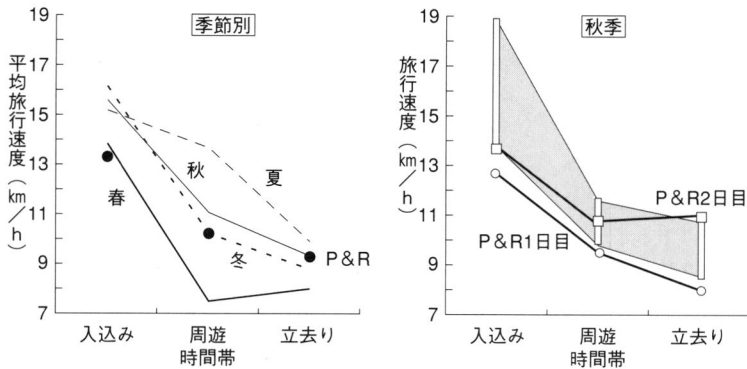 季節別
平均旅行速度（㎞／h）
19
17
15
13
11
9
7
春
秋
夏
冬
P＆R
入込み
周遊
立去り
時間帯
秋季
旅行速度（㎞／h）
19
17
15
13
11
9
7
P＆R2日目
P＆R1日目
入込み
周遊
立去り
時間帯